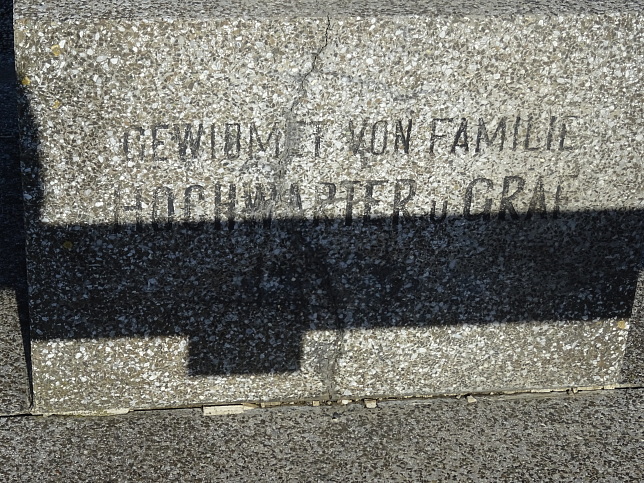 GEWIDMET VON FAMILIE
HOCHWARTER u. GRAF